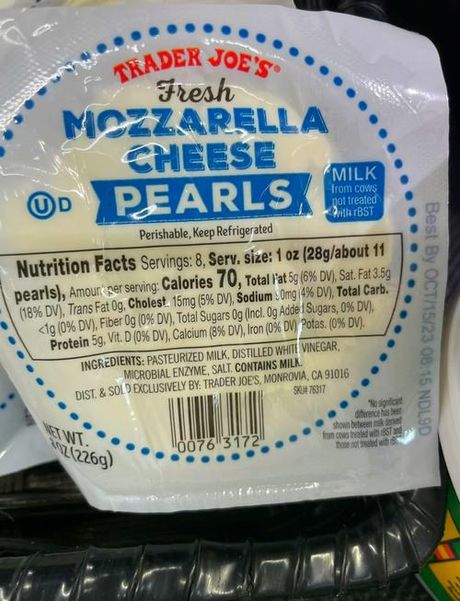 TRADER JOE'S®
Fresh
MOZZARELLA
CHEESE
PEARLS
U D
MILK
from cows
not treated
with rBST
Perishable, Keep Refrigerated
Nutrition Facts Servings: 8, Serv. size: 1 oz (28g/about 11
pearls), Amount per serving: Calories 70, Total Fat 5g (6% DV), Sat. Fat 3.5g
(18% DV), Trans Fat 0g, Cholest. 15mg (5% DV), Sodium 0mg (4% DV), Total Carb.
<1g (0% DV), Fiber 0g (0% DV), Total Sugars 0g (Incl. 0g Added Sugars, 0% DV),
Protein 5g, Vit. D (0% DV), Calcium (8% DV), Iron (0% DV), Potas. (0% DV).
INGREDIENTS: PASTEURIZED MILK, DISTILLED WHITE VINEGAR,
MICROBIAL ENZYME, SALT. CONTAINS MILK.
DIST. & SOLD EXCLUSIVELY BY: TRADER JOE'S, MONROVIA, CA 91016
SKU# 76317
0076 3172
NET WT.
8 OZ (226g)
*No significant
difference has been
shown between milk derived
from cows treated with rBST and
those not treated with rBST
Best By OCT/15/23 08:15 NDL9D